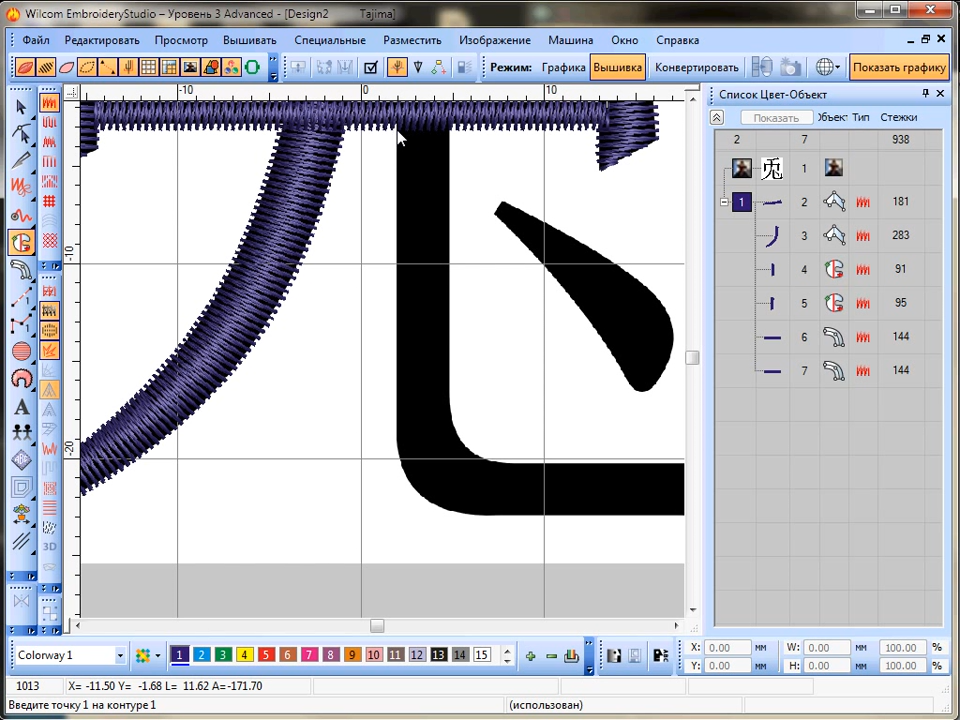 Wilcom EmbroideryStudio – Уровень 3 Advanced - [Design2 Tajima]
Файл Редактировать Просмотр Вышивать Специальные Разместить Изображение Машина Окно Справка
Режим: Графика Вышивка Конвертировать Показать графику
-10 0 10
Список Цвет-Объект
Показать Объек Тип Стежки
2 7 938
兎 1
1 2 181
3 283
4 91
5 95
6 144
7 144
-10
-20
A
3D
Colorway 1 1 2 3 4 5 6 7 8 9 10 11 12 13 14 15
X: 0.00 мм W: 0.00 мм 100.00 %
Y: 0.00 мм H: 0.00 мм 100.00 %
1013 X= -11.50 Y= -1.68 L= 11.62 A=-171.70
Введите точку 1 на контуре 1 (использован)